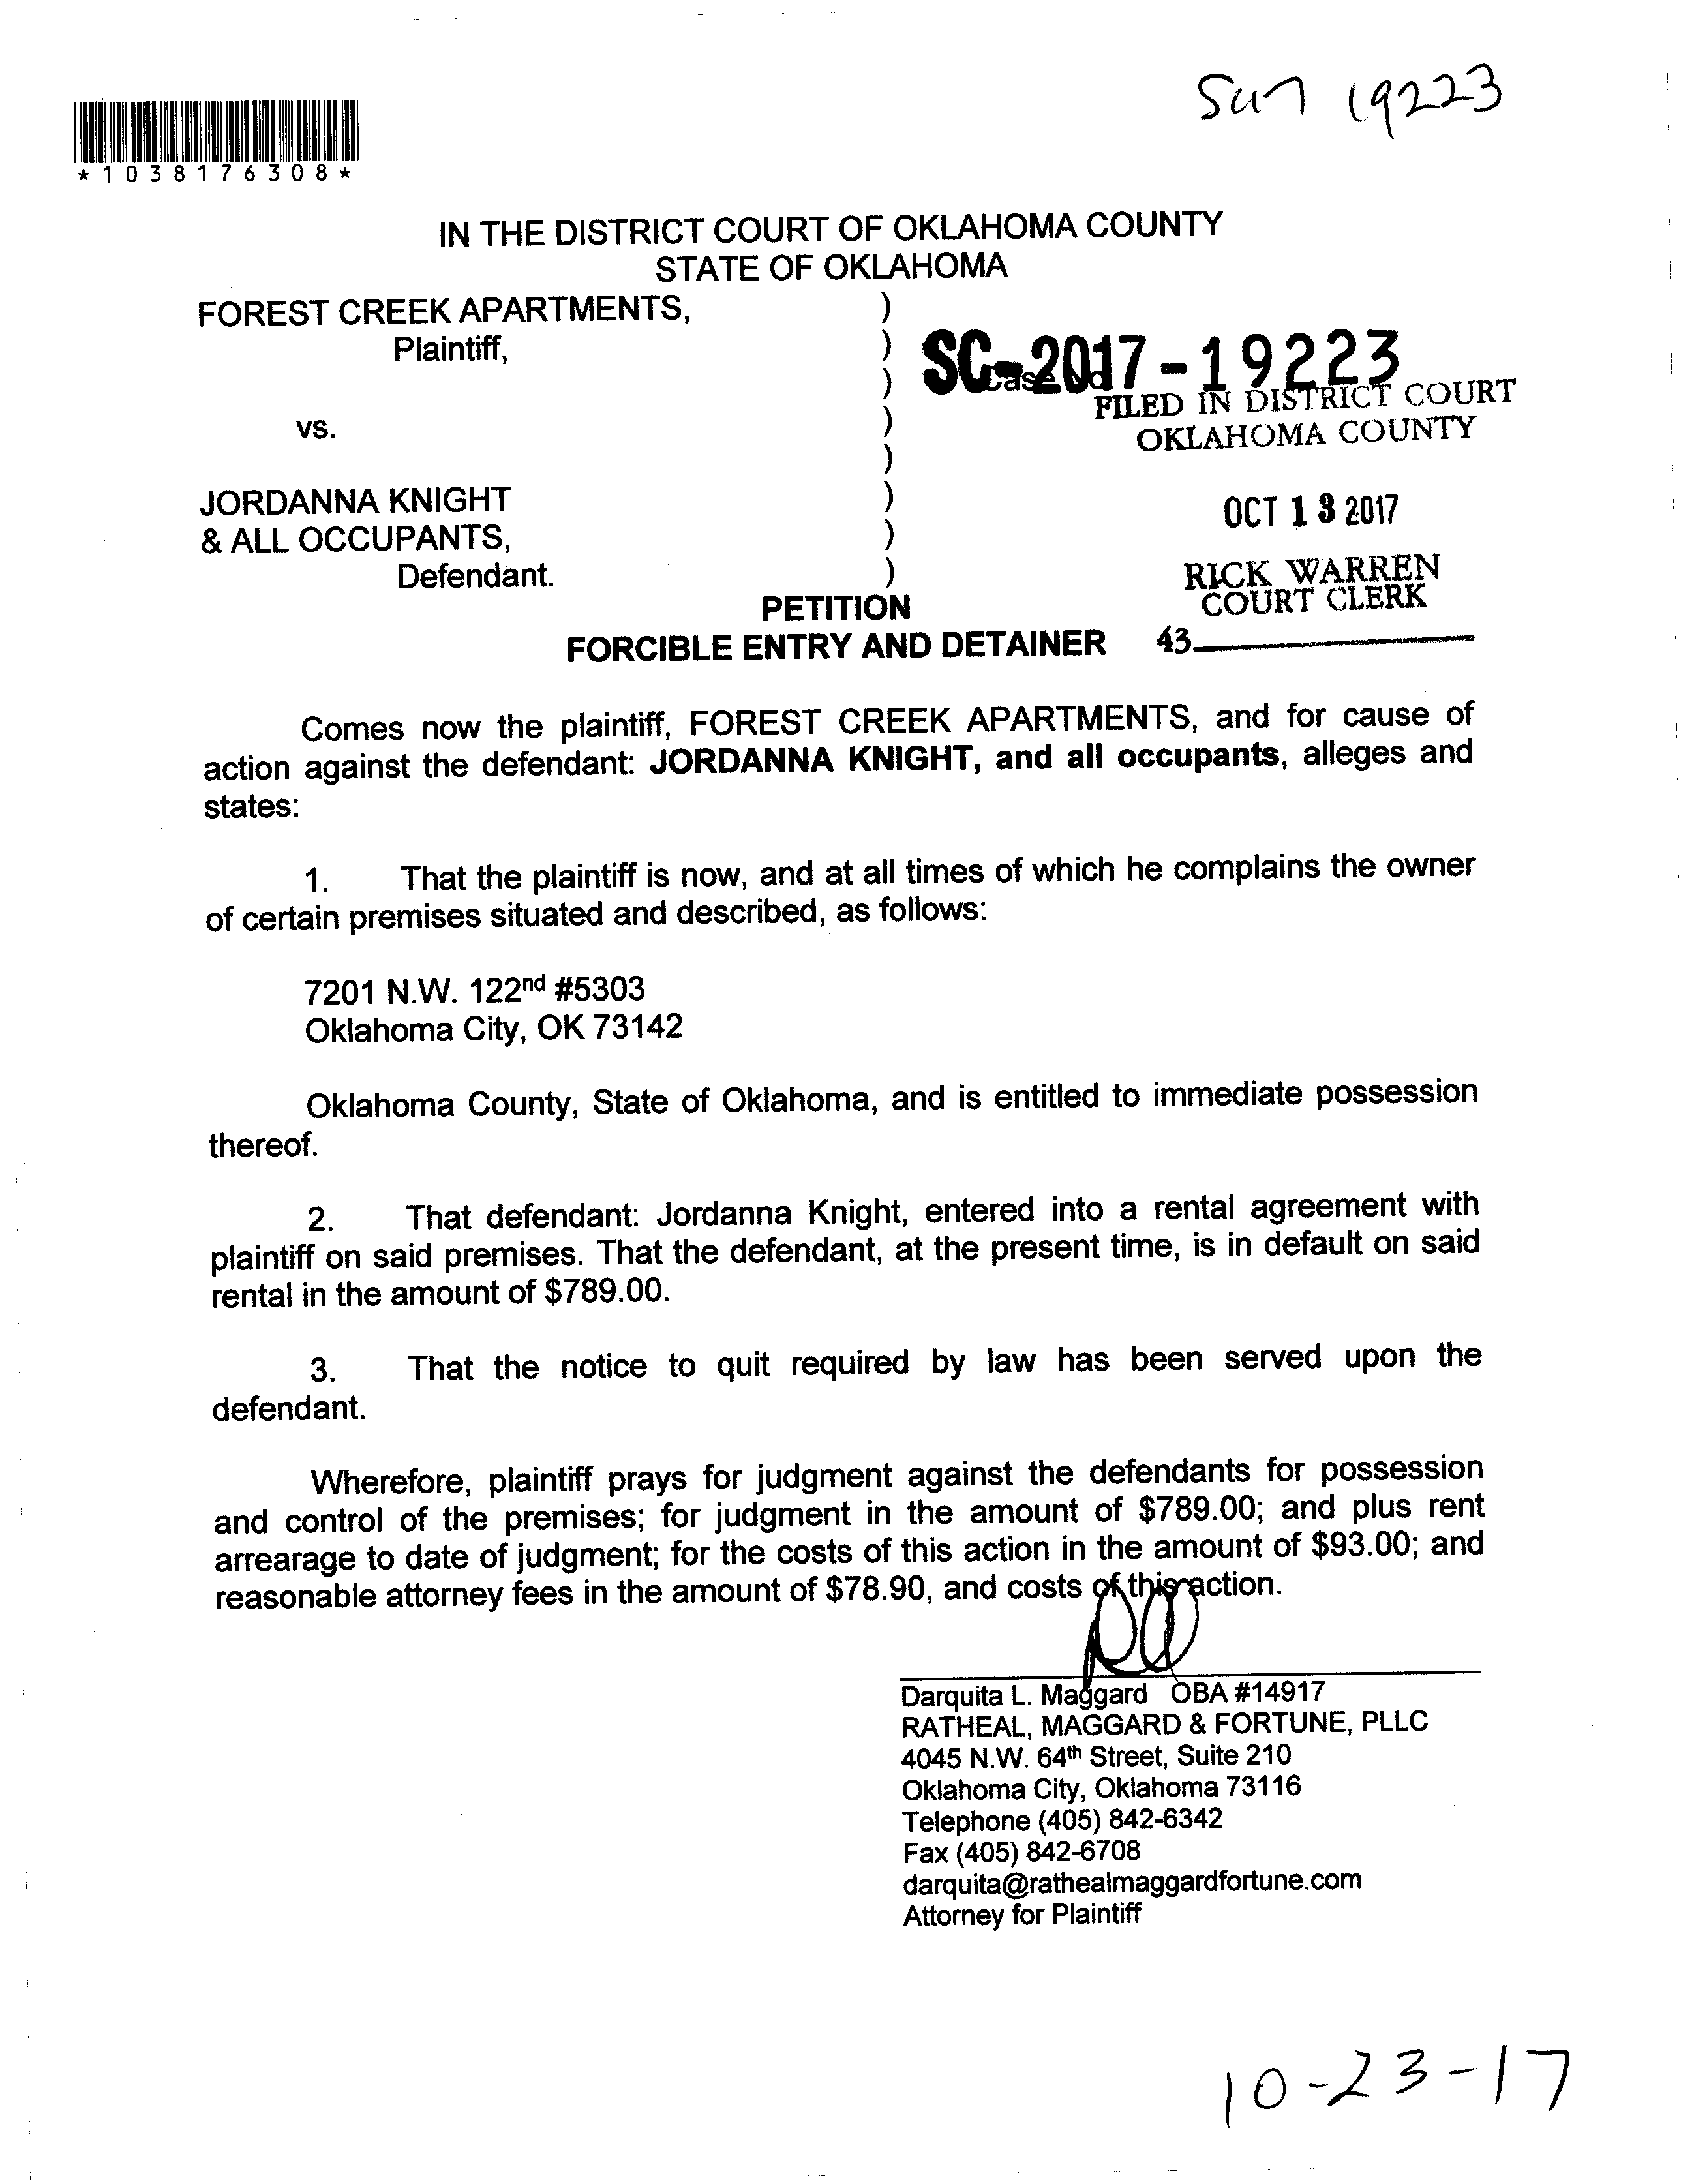 Sun 19223
*1038176308*
IN THE DISTRICT COURT OF OKLAHOMA COUNTY
STATE OF OKLAHOMA
FOREST CREEK APARTMENTS, )
Plaintiff, )
)
vs. )
)
JORDANNA KNIGHT )
& ALL OCCUPANTS, )
Defendant. )
SC-2017-19223
FILED IN DISTRICT COURT
OKLAHOMA COUNTY
OCT 13 2017
RICK WARREN
COURT CLERK
43
PETITION
FORCIBLE ENTRY AND DETAINER
Comes now the plaintiff, FOREST CREEK APARTMENTS, and for cause of
action against the defendant: JORDANNA KNIGHT, and all occupants, alleges and
states:
1. That the plaintiff is now, and at all times of which he complains the owner
of certain premises situated and described, as follows:
7201 N.W. 122nd #5303
Oklahoma City, OK 73142
Oklahoma County, State of Oklahoma, and is entitled to immediate possession
thereof.
2. That defendant: Jordanna Knight, entered into a rental agreement with
plaintiff on said premises. That the defendant, at the present time, is in default on said
rental in the amount of $789.00.
3. That the notice to quit required by law has been served upon the
defendant.
Wherefore, plaintiff prays for judgment against the defendants for possession
and control of the premises; for judgment in the amount of $789.00; and plus rent
arrearage to date of judgment; for the costs of this action in the amount of $93.00; and
reasonable attorney fees in the amount of $78.90, and costs of this action.
Darquita L. Maggard OBA #14917
RATHEAL, MAGGARD & FORTUNE, PLLC
4045 N.W. 64th Street, Suite 210
Oklahoma City, Oklahoma 73116
Telephone (405) 842-6342
Fax (405) 842-6708
darquita@rathealmaggardfortune.com
Attorney for Plaintiff
10-23-17